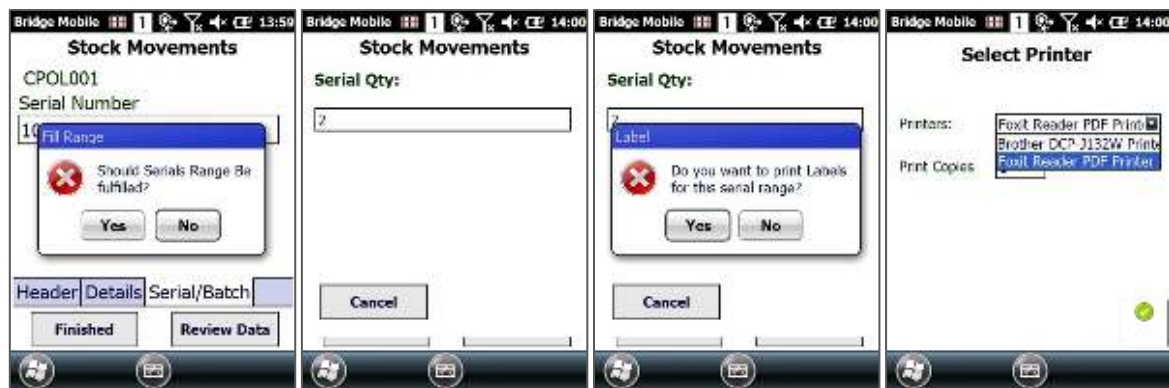 Bridge Mobile 1 13:59
Stock Movements
CPOL001
Serial Number
10
Fill Range
Should Serials Range Be
fulfilled?
Yes No
Header Details Serial/Batch
Finished Review Data
Bridge Mobile 1 14:00
Stock Movements
Serial Qty:
2
Cancel
Bridge Mobile 1 14:00
Stock Movements
Serial Qty:
2
Label
Do you want to print Labels
for this serial range?
Yes No
Cancel
Bridge Mobile 1 14:00
Select Printer
Printers: Foxit Reader PDF Print
Brother DCP-J132W Printe
Foxit Reader PDF Printer
Print Copies